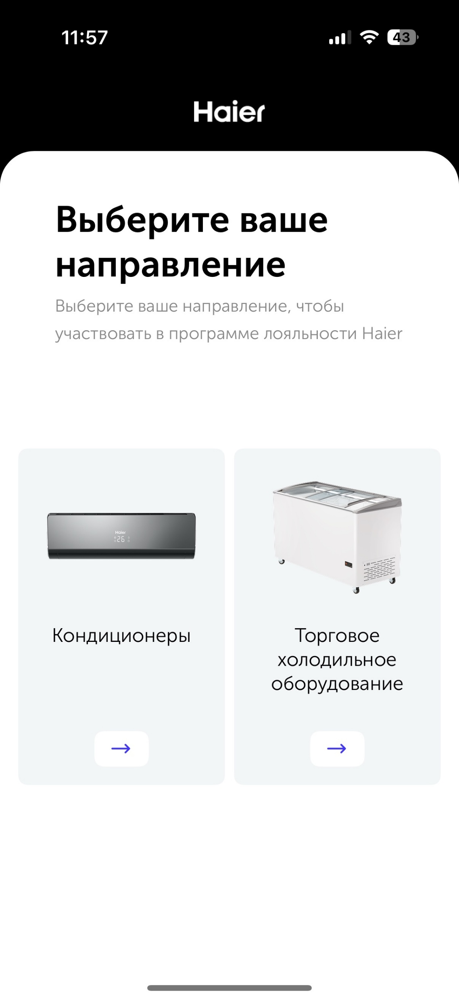 11:57
43
Haier
Выберите ваше
направление
Выберите ваше направление, чтобы
участвовать в программе лояльности Haier
Haier
26
Кондиционеры
Торговое
холодильное
оборудование